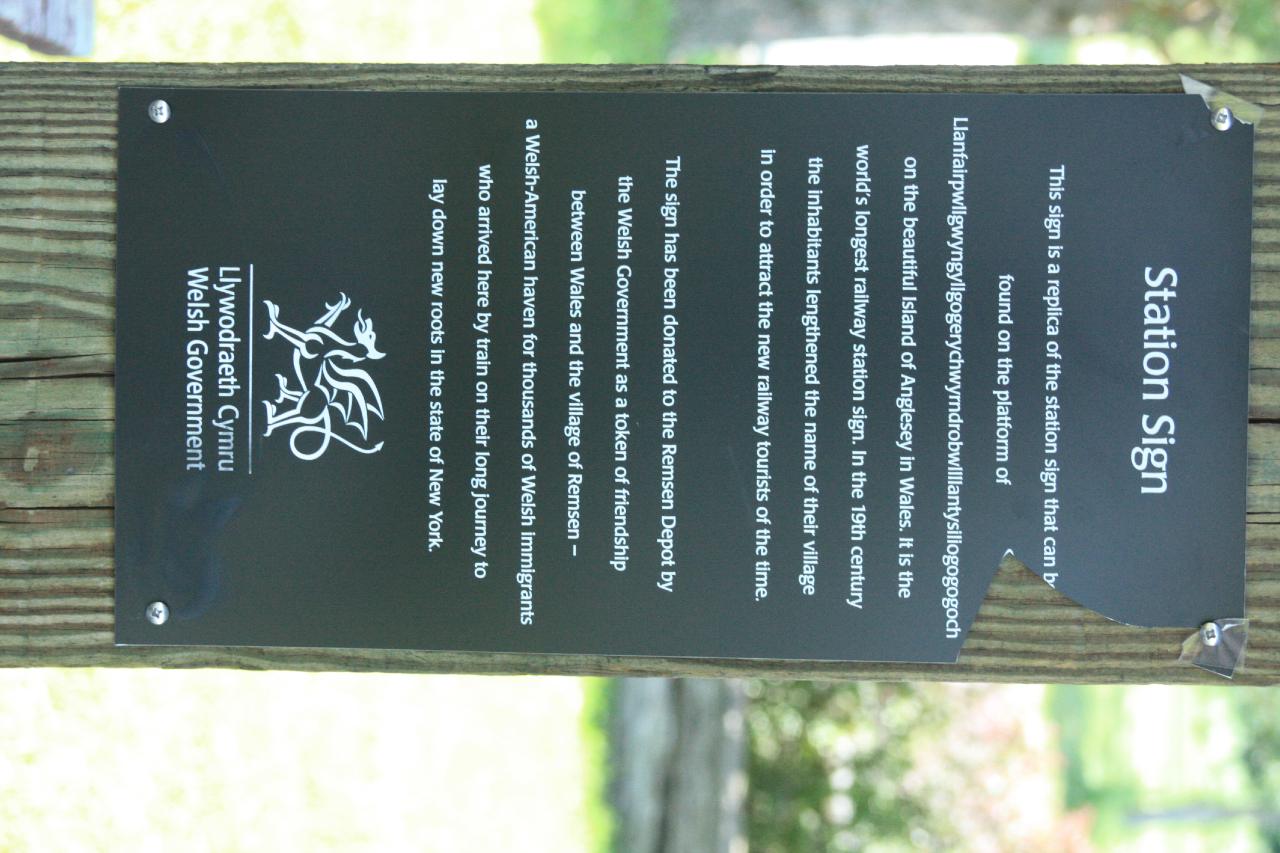 Station Sign
This sign is a replica of the station sign that can b
found on the platform of
Llanfairpwllgwyngyllgogerychwyrndrobwllllantysiliogogogoch
on the beautiful Island of Anglesey in Wales. It is the
world's longest railway station sign. In the 19th century
the inhabitants lengthened the name of their village
in order to attract the new railway tourists of the time.
The sign has been donated to the Remsen Depot by
the Welsh Government as a token of friendship
between Wales and the village of Remsen –
a Welsh-American haven for thousands of Welsh immigrants
who arrived here by train on their long journey to
lay down new roots in the state of New York.
Llywodraeth Cymru
Welsh Government